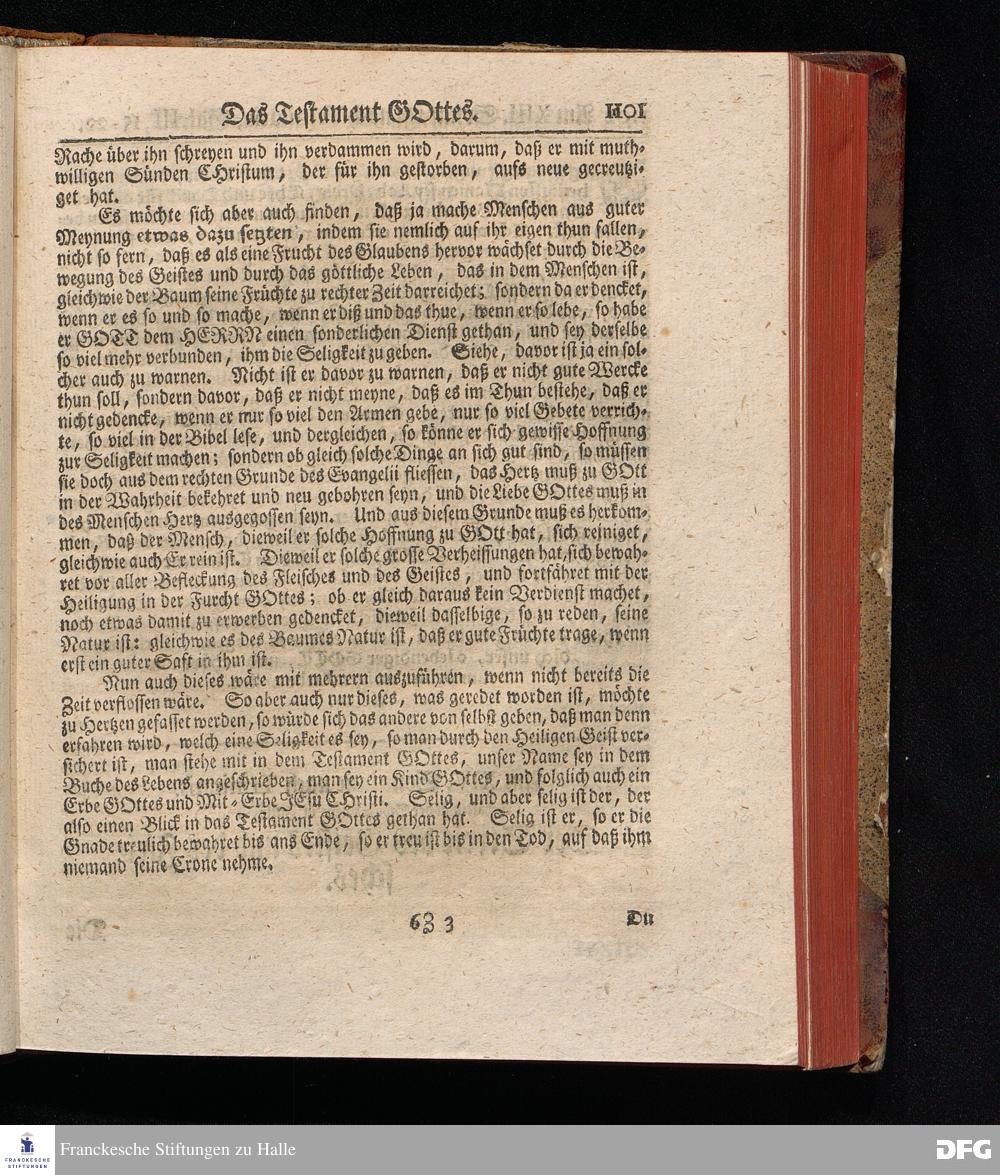 Das Testament GOttes.
Rache über ihn schreyen und ihn verdammen wird, darum, daß er mit muth-
willigen Sünden CHristum, der für ihn gestorben, aufs neue gecreutzi-
get hat.
Es möchte sich aber auch finden, daß ja mache Menschen aus guter
Meynung etwas dazu setzten, indem sie nemlich auf ihr eigen thun fallen,
nicht so fern, daß es als eine Frucht des Glaubens hervor wächset durch die Be-
wegung des Geistes und durch das göttliche Leben, das in dem Menschen ist,
gleichwie der Baum seine Früchte zu rechter Zeit darreichet; sondern da er dencket,
wenn er es so und so mache, wenn er diß und das thue, wenn er so lebe, so habe
er GOTT dem HERRN einen sonderlichen Dienst gethan, und sey derselbe
so viel mehr verbunden, ihm die Seligkeit zu geben. Siehe, davor ist ja ein sol-
cher auch zu warnen. Nicht ist er davor zu warnen, daß er nicht gute Wercke
thun soll, sondern davor, daß er nicht meyne, daß es im Thun bestehe, daß er
nicht gedencke, wenn er nur so viel den Armen gebe, nur so viel Gebete verrich-
te, so viel in der Bibel lese, und dergleichen, so könne er sich gewisse Hoffnung
zur Seligkeit machen; sondern ob gleich solche Dinge an sich gut sind, so müssen
sie doch aus dem rechten Grunde des Evangelii fliessen, das Hertz muß zu GOtt
in der Wahrheit bekehret und neu gebohren seyn, und die Liebe GOttes muß in
des Menschen Hertz ausgegossen seyn. Und aus diesem Grunde muß es herkom-
men, daß der Mensch, dieweil er solche Hoffnung zu GOtt hat, sich reiniget,
gleichwie auch Er rein ist. Dieweil er solche grosse Verheissungen hat, sich bewah-
ret vor aller Befleckung des Fleisches und des Geistes, und fortfähret mit der
Heiligung in der Furcht GOttes; ob er gleich daraus kein Verdienst machet,
noch etwas damit zu erwerben gedencket, dieweil dasselbige, so zu reden, seine
Natur ist: gleichwie es des Baumes Natur ist, daß er gute Früchte trage, wenn
erst ein guter Saft in ihm ist.
Nun auch dieses wäre mit mehrern auszuführen, wenn nicht bereits die
Zeit verflossen wäre. So aber auch nur dieses, was geredet worden ist, möchte
zu Hertzen gefasset werden, so würde sich das andere von selbst geben, daß man denn
erfahren wird, welch eine Seligkeit es sey, so man durch den Heiligen Geist ver-
sichert ist, man stehe mit in dem Testament GOttes, unser Name sey in dem
Buche des Lebens angeschrieben, man sey ein Kind GOttes, und folglich auch ein
Erbe GOttes und Mit-Erbe JEsu CHristi. Selig, und aber selig ist der, der
also einen Blick in das Testament GOttes gethan hat. Selig ist er, so er die
Gnade treulich bewahret bis ans Ende, so er treu ist bis in den Tod, auf daß ihm
niemand seine Crone nehme.
3 Du
FRANCKESCHE
STIFTUNGEN
Franckesche Stiftungen zu Halle
DFG